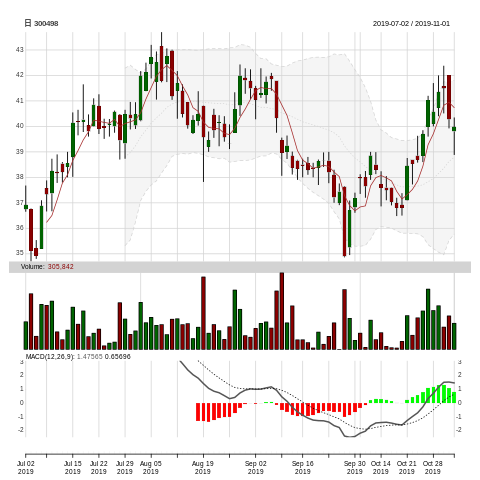 日 300498
2019-07-02 / 2019-11-01
43
42
41
40
39
38
37
36
35
Volume: 305,842
MACD(12,26,9): 1.47565 0.65696
3 3
2 2
1 1
0 0
-1 -1
-2 -2
Jul 02 Jul 15 Jul 22 Jul 29 Aug 05 Aug 19 Sep 02 Sep 16 Sep 30 Oct 14 Oct 21 Oct 28
2019 2019 2019 2019 2019 2019 2019 2019 2019 2019 2019 2019